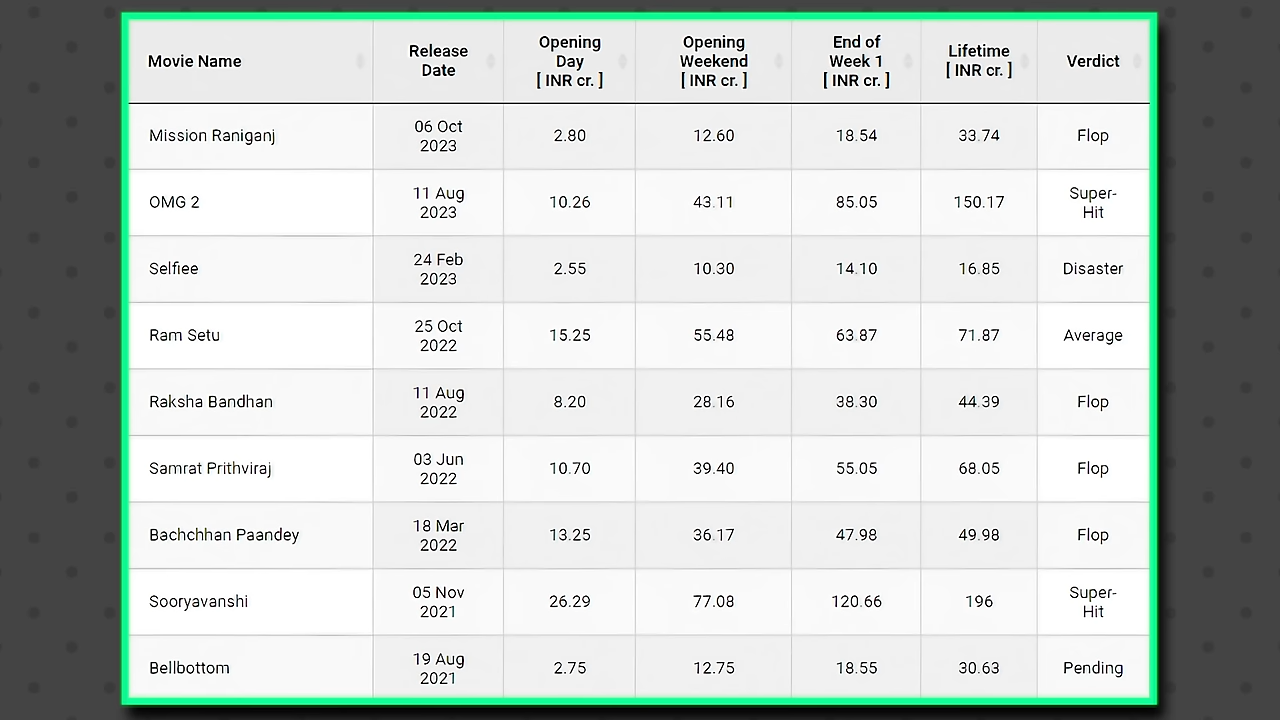 Movie Name Release Date Opening Day [ INR cr. ] Opening Weekend [ INR cr. ] End of Week 1 [ INR cr. ] Lifetime [ INR cr. ] Verdict
Mission Raniganj 06 Oct 2023 2.80 12.60 18.54 33.74 Flop
OMG 2 11 Aug 2023 10.26 43.11 85.05 150.17 Super-Hit
Selfiee 24 Feb 2023 2.55 10.30 14.10 16.85 Disaster
Ram Setu 25 Oct 2022 15.25 55.48 63.87 71.87 Average
Raksha Bandhan 11 Aug 2022 8.20 28.16 38.30 44.39 Flop
Samrat Prithviraj 03 Jun 2022 10.70 39.40 55.05 68.05 Flop
Bachchhan Paandey 18 Mar 2022 13.25 36.17 47.98 49.98 Flop
Sooryavanshi 05 Nov 2021 26.29 77.08 120.66 196 Super-Hit
Bellbottom 19 Aug 2021 2.75 12.75 18.55 30.63 Pending